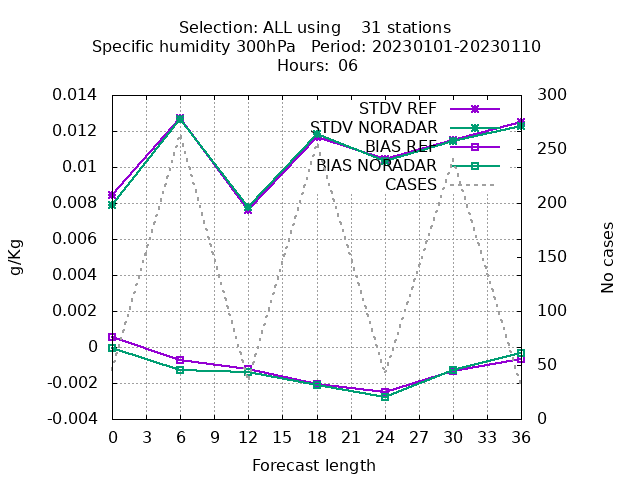 Selection: ALL using    31 stations
Specific humidity 300hPa   Period: 20230101-20230110
Hours: 06
0.014
0.012
0.01
0.008
0.006
0.004
0.002
0
-0.002
-0.004
g/Kg
STDV REF
STDV NORADAR
BIAS REF
BIAS NORADAR
CASES
300
250
200
150
100
50
0
No cases
0 3 6 9 12 15 18 21 24 27 30 33 36
Forecast length